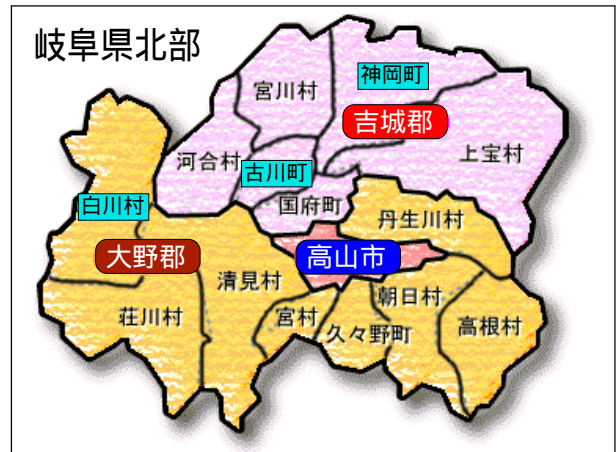 岐阜県北部
神岡町
宮川村
吉城郡
上宝村
河合村
古川町
白川村
国府町
丹生川村
大野郡
高山市
清見村
朝日村
荘川村
宮村
久々野町
高根村